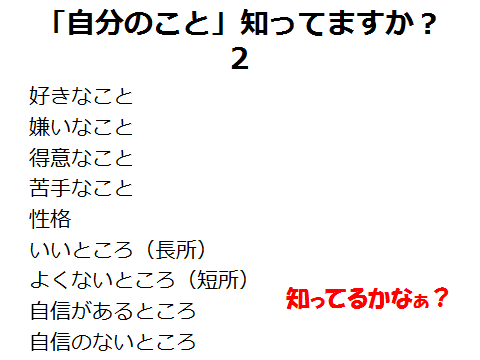 「自分のこと」知ってますか？
2
好きなこと
嫌いなこと
得意なこと
苦手なこと
性格
いいところ（長所）
よくないところ（短所）
自信があるところ
自信のないところ
知ってるかなぁ？